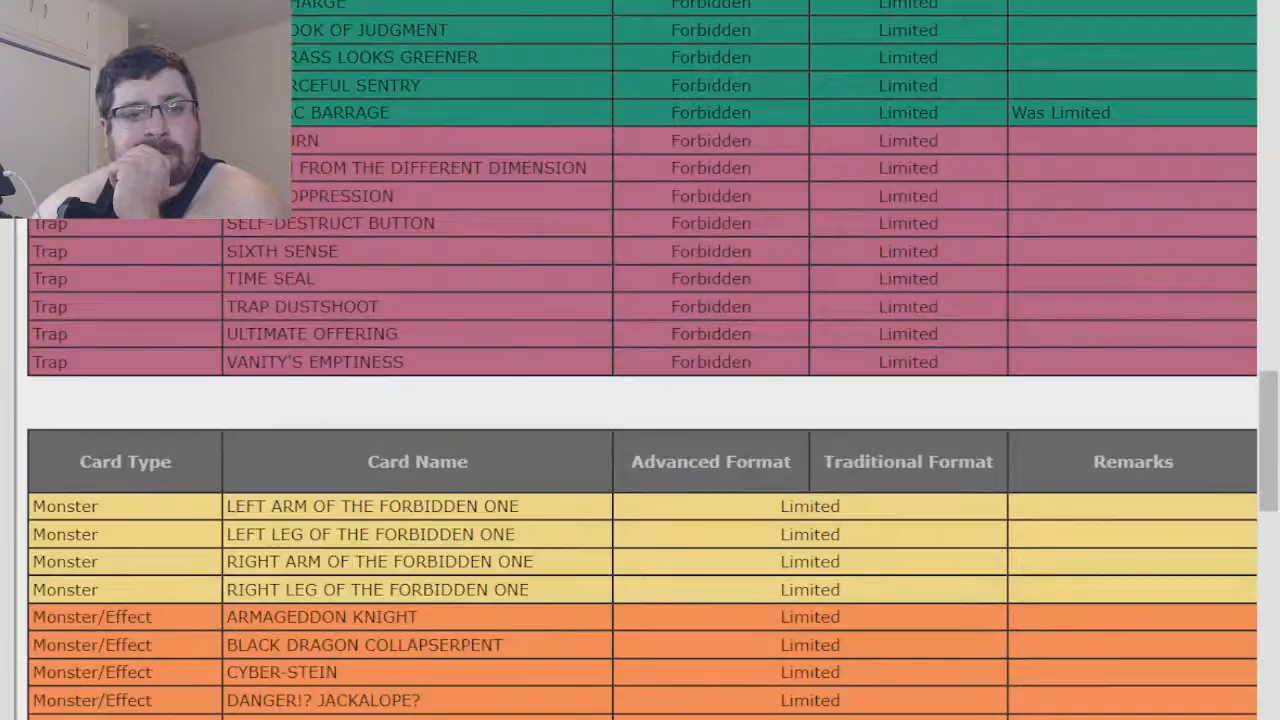 HARGE Forbidden Limited
OOK OF JUDGMENT Forbidden Limited
RASS LOOKS GREENER Forbidden Limited
RCEFUL SENTRY Forbidden Limited
AC BARRAGE Forbidden Limited Was Limited
URN Forbidden Limited
FROM THE DIFFERENT DIMENSION Forbidden Limited
OPPRESSION Forbidden Limited
Trap SELF-DESTRUCT BUTTON Forbidden Limited
Trap SIXTH SENSE Forbidden Limited
Trap TIME SEAL Forbidden Limited
Trap TRAP DUSTSHOOT Forbidden Limited
Trap ULTIMATE OFFERING Forbidden Limited
Trap VANITY'S EMPTINESS Forbidden Limited
Card Type Card Name Advanced Format Traditional Format Remarks
Monster LEFT ARM OF THE FORBIDDEN ONE Limited
Monster LEFT LEG OF THE FORBIDDEN ONE Limited
Monster RIGHT ARM OF THE FORBIDDEN ONE Limited
Monster RIGHT LEG OF THE FORBIDDEN ONE Limited
Monster/Effect ARMAGEDDON KNIGHT Limited
Monster/Effect BLACK DRAGON COLLAPSERPENT Limited
Monster/Effect CYBER-STEIN Limited
Monster/Effect DANGER!? JACKALOPE? Limited